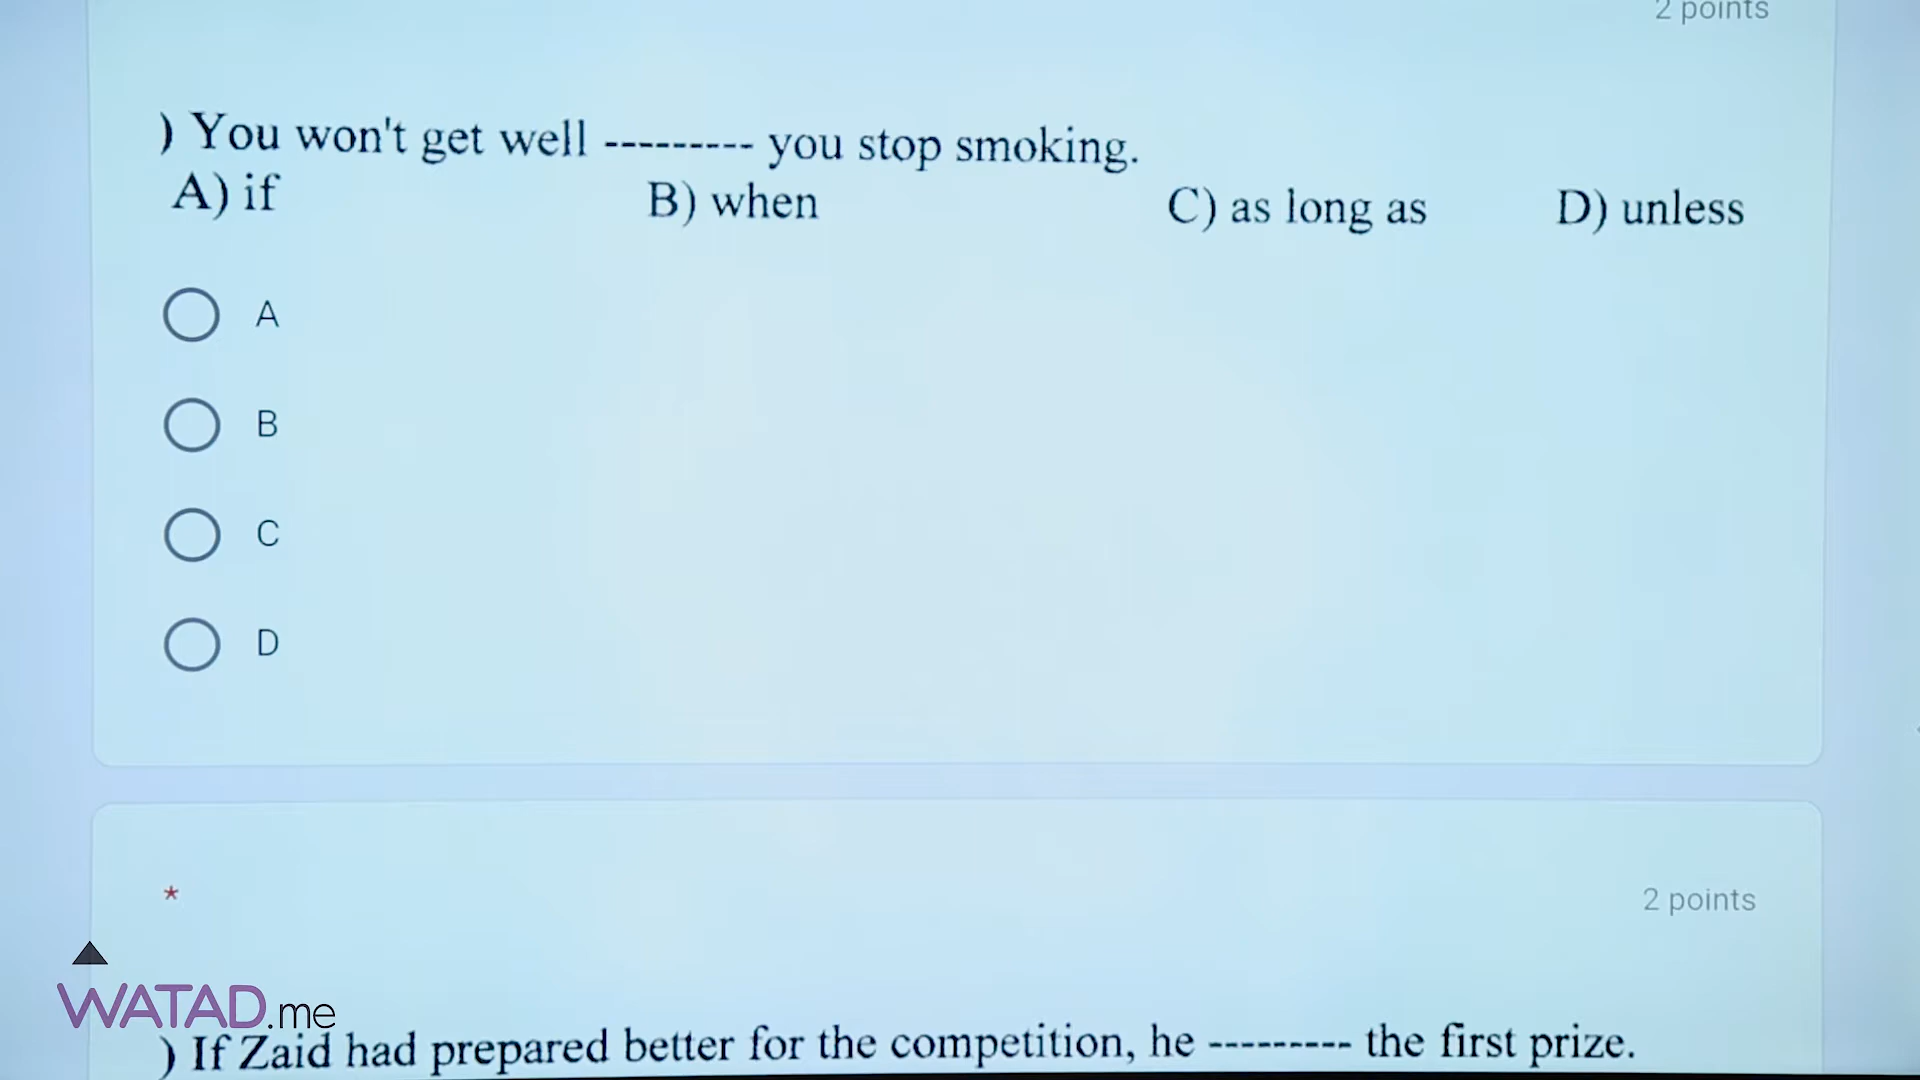 2 points
) You won't get well --------- you stop smoking.
A) if B) when C) as long as D) unless
A
B
C
D
* 2 points
WATAD.me
) If Zaid had prepared better for the competition, he --------- the first prize.